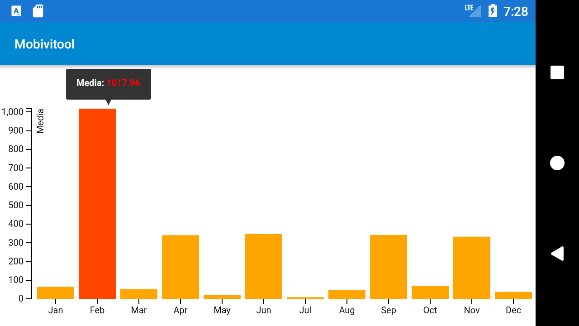 A
LTE
7:28
Mobivitool
Media: 1017.96
Media
1,000
900
800
700
600
500
400
300
200
100
0
Jan Feb Mar Apr May Jun Jul Aug Sep Oct Nov Dec